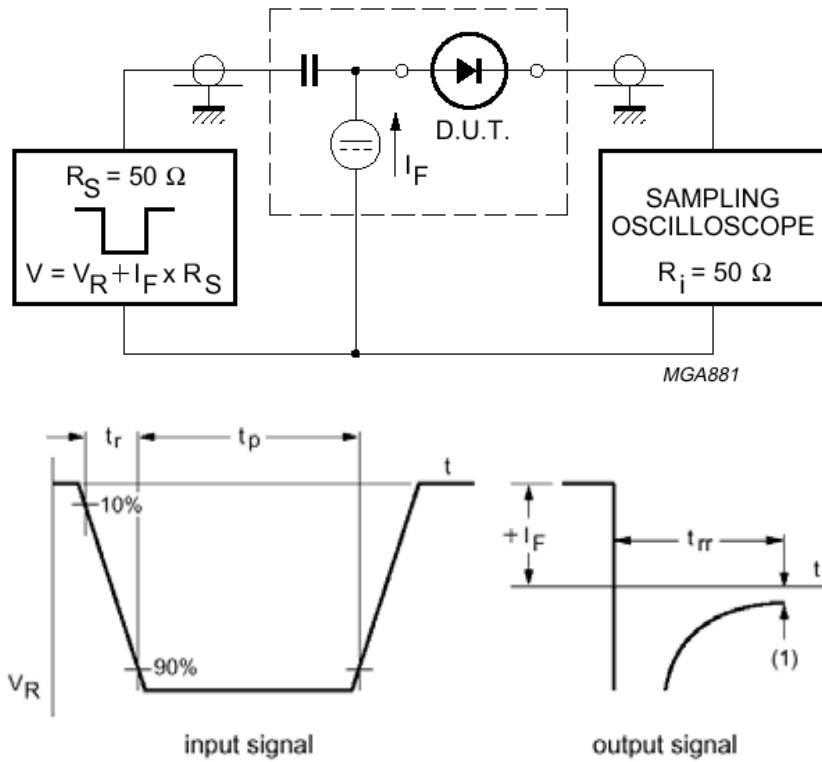 D.U.T.
I_F
R_S = 50 Ω
V = V_R + I_F x R_S
SAMPLING
OSCILLOSCOPE
R_i = 50 Ω
MGA881
t_r
t_p
t
10%
90%
V_R
input signal
+ I_F
t_rr
t
(1)
output signal